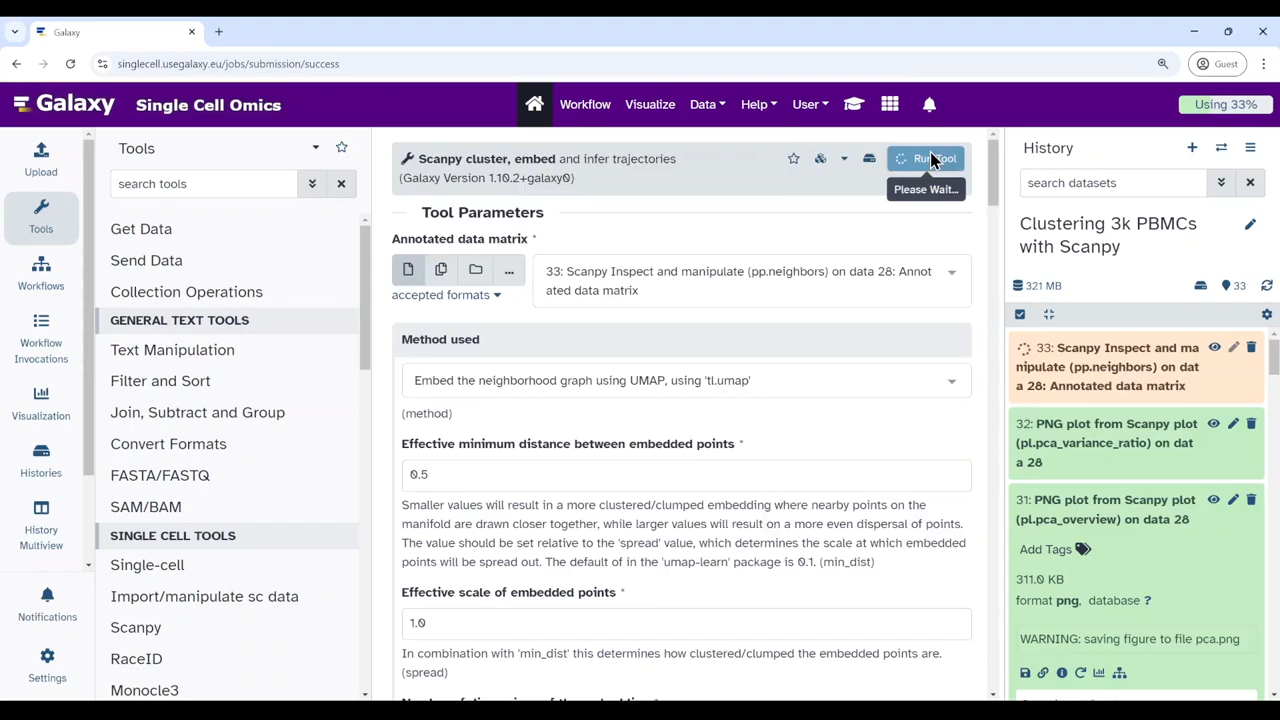 Galaxy
singlecell.usegalaxy.eu/jobs/submission/success
Guest
Galaxy
Single Cell Omics
Workflow
Visualize
Data
Help
User
Using 33%
Upload
Tools
Workflows
Workflow
Invocations
Visualization
Histories
History
Multiview
Notifications
Settings
Tools
search tools
Get Data
Send Data
Collection Operations
GENERAL TEXT TOOLS
Text Manipulation
Filter and Sort
Join, Subtract and Group
Convert Formats
FASTA/FASTQ
SAM/BAM
SINGLE CELL TOOLS
Single-cell
Import/manipulate sc data
Scanpy
RaceID
Monocle3
Scanpy cluster, embed and infer trajectories
(Galaxy Version 1.10.2+galaxy0)
Run Tool
Please Wait...
Tool Parameters
Annotated data matrix *
...
accepted formats
33: Scanpy Inspect and manipulate (pp.neighbors) on data 28: Annot
ated data matrix
Method used
Embed the neighborhood graph using UMAP, using 'tl.umap'
(method)
Effective minimum distance between embedded points *
0.5
Smaller values will result in a more clustered/clumped embedding where nearby points on the
manifold are drawn closer together, while larger values will result on a more even dispersal of points.
The value should be set relative to the 'spread' value, which determines the scale at which embedded
points will be spread out. The default of in the 'umap-learn' package is 0.1. (min_dist)
Effective scale of embedded points *
1.0
In combination with 'min_dist' this determines how clustered/clumped the embedded points are.
(spread)
History
search datasets
Clustering 3k PBMCs
with Scanpy
321 MB
33
33: Scanpy Inspect and ma
nipulate (pp.neighbors) on dat
a 28: Annotated data matrix
32: PNG plot from Scanpy plot
(pl.pca_variance_ratio) on dat
a 28
31: PNG plot from Scanpy plot
(pl.pca_overview) on data 28
Add Tags
311.0 KB
format png, database ?
WARNING: saving figure to file pca.png